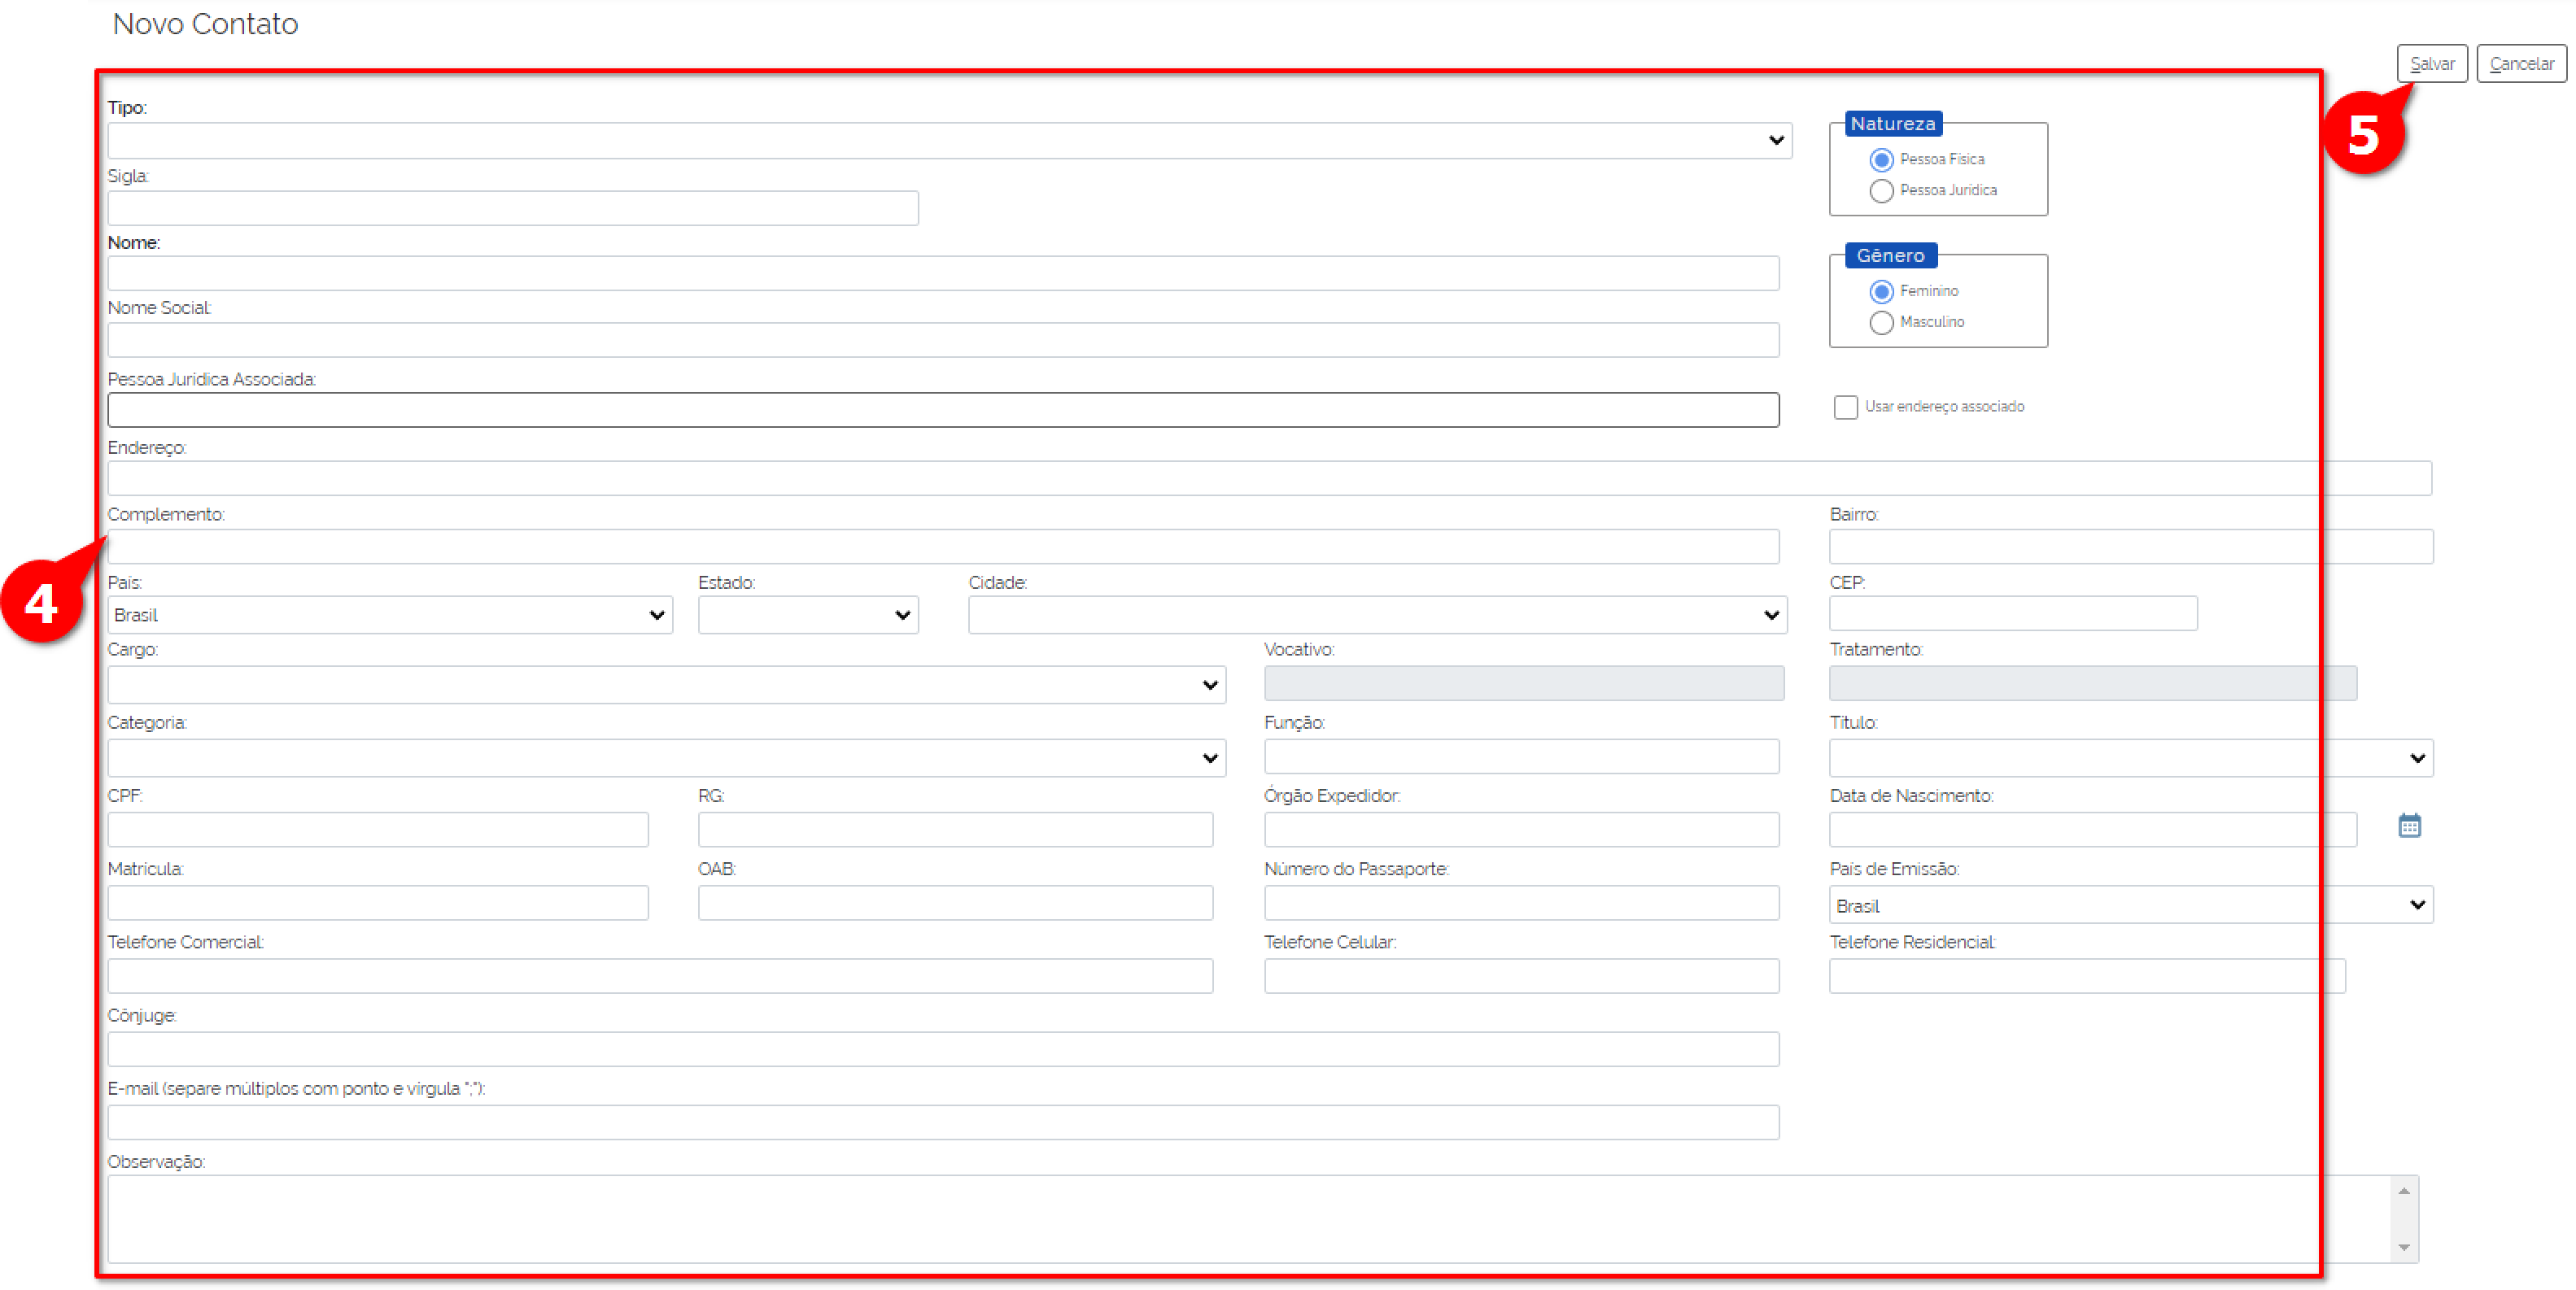 Novo Contato
Salvar Cancelar
5
Tipo:
Natureza
Pessoa Física
Pessoa Jurídica
Sigla:
Nome:
Gênero
Feminino
Masculino
Nome Social:
Pessoa Jurídica Associada:
Usar endereço associado
Endereço:
Complemento: Bairro:
4
País: Estado: Cidade: CEP:
Brasil
Cargo: Vocativo: Tratamento:
Categoria: Função: Título:
CPF: RG: Órgão Expedidor: Data de Nascimento:
Matrícula: OAB: Número do Passaporte: País de Emissão:
Brasil
Telefone Comercial: Telefone Celular: Telefone Residencial:
Cônjuge:
E-mail (separe múltiplos com ponto e vírgula ";"):
Observação: